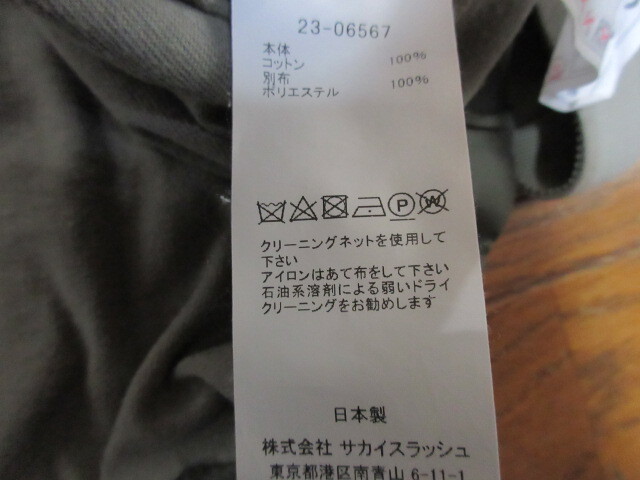 23-06567
本体
コットン 100%
別布
ポリエステル 100%
P W
クリーニングネットを使用して
下さい
アイロンはあて布をして下さい
石油系溶剤による弱いドライ
クリーニングをお勧めします
日本製
株式会社 サカイスラッシュ
東京都港区南青山 6-11-1